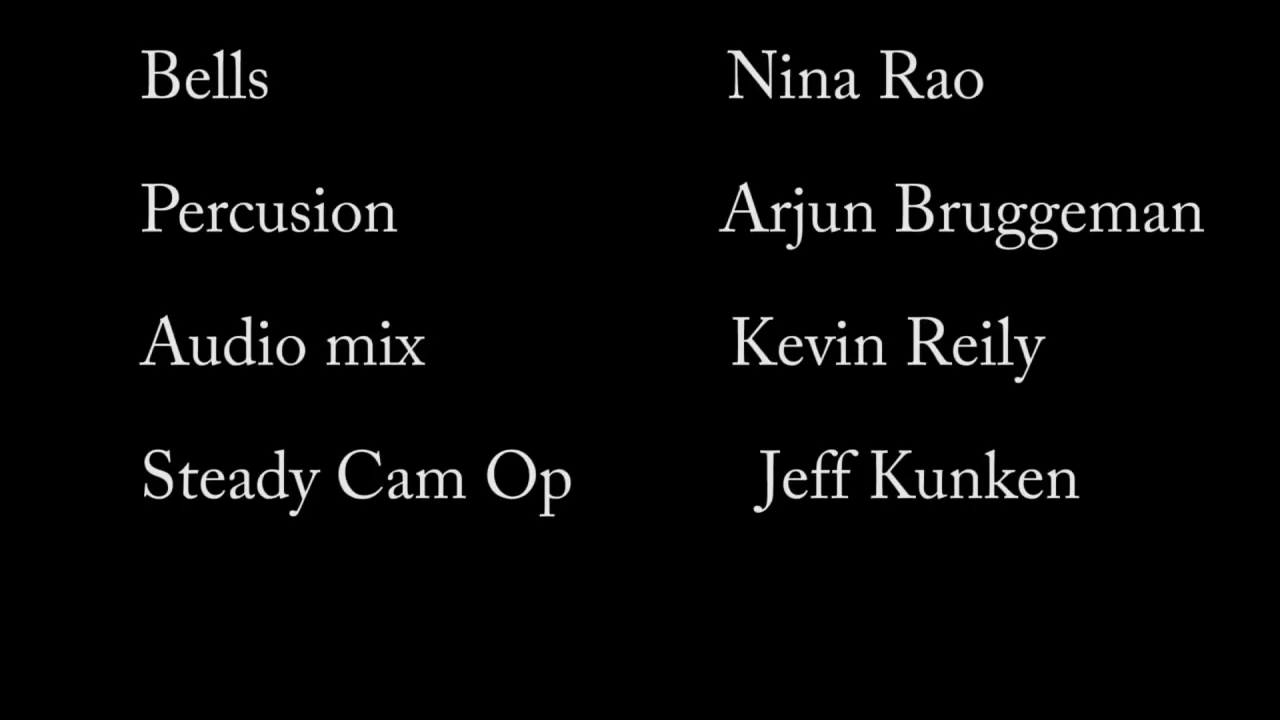 Bells Nina Rao
Percusion Arjun Bruggeman
Audio mix Kevin Reily
Steady Cam Op Jeff Kunken